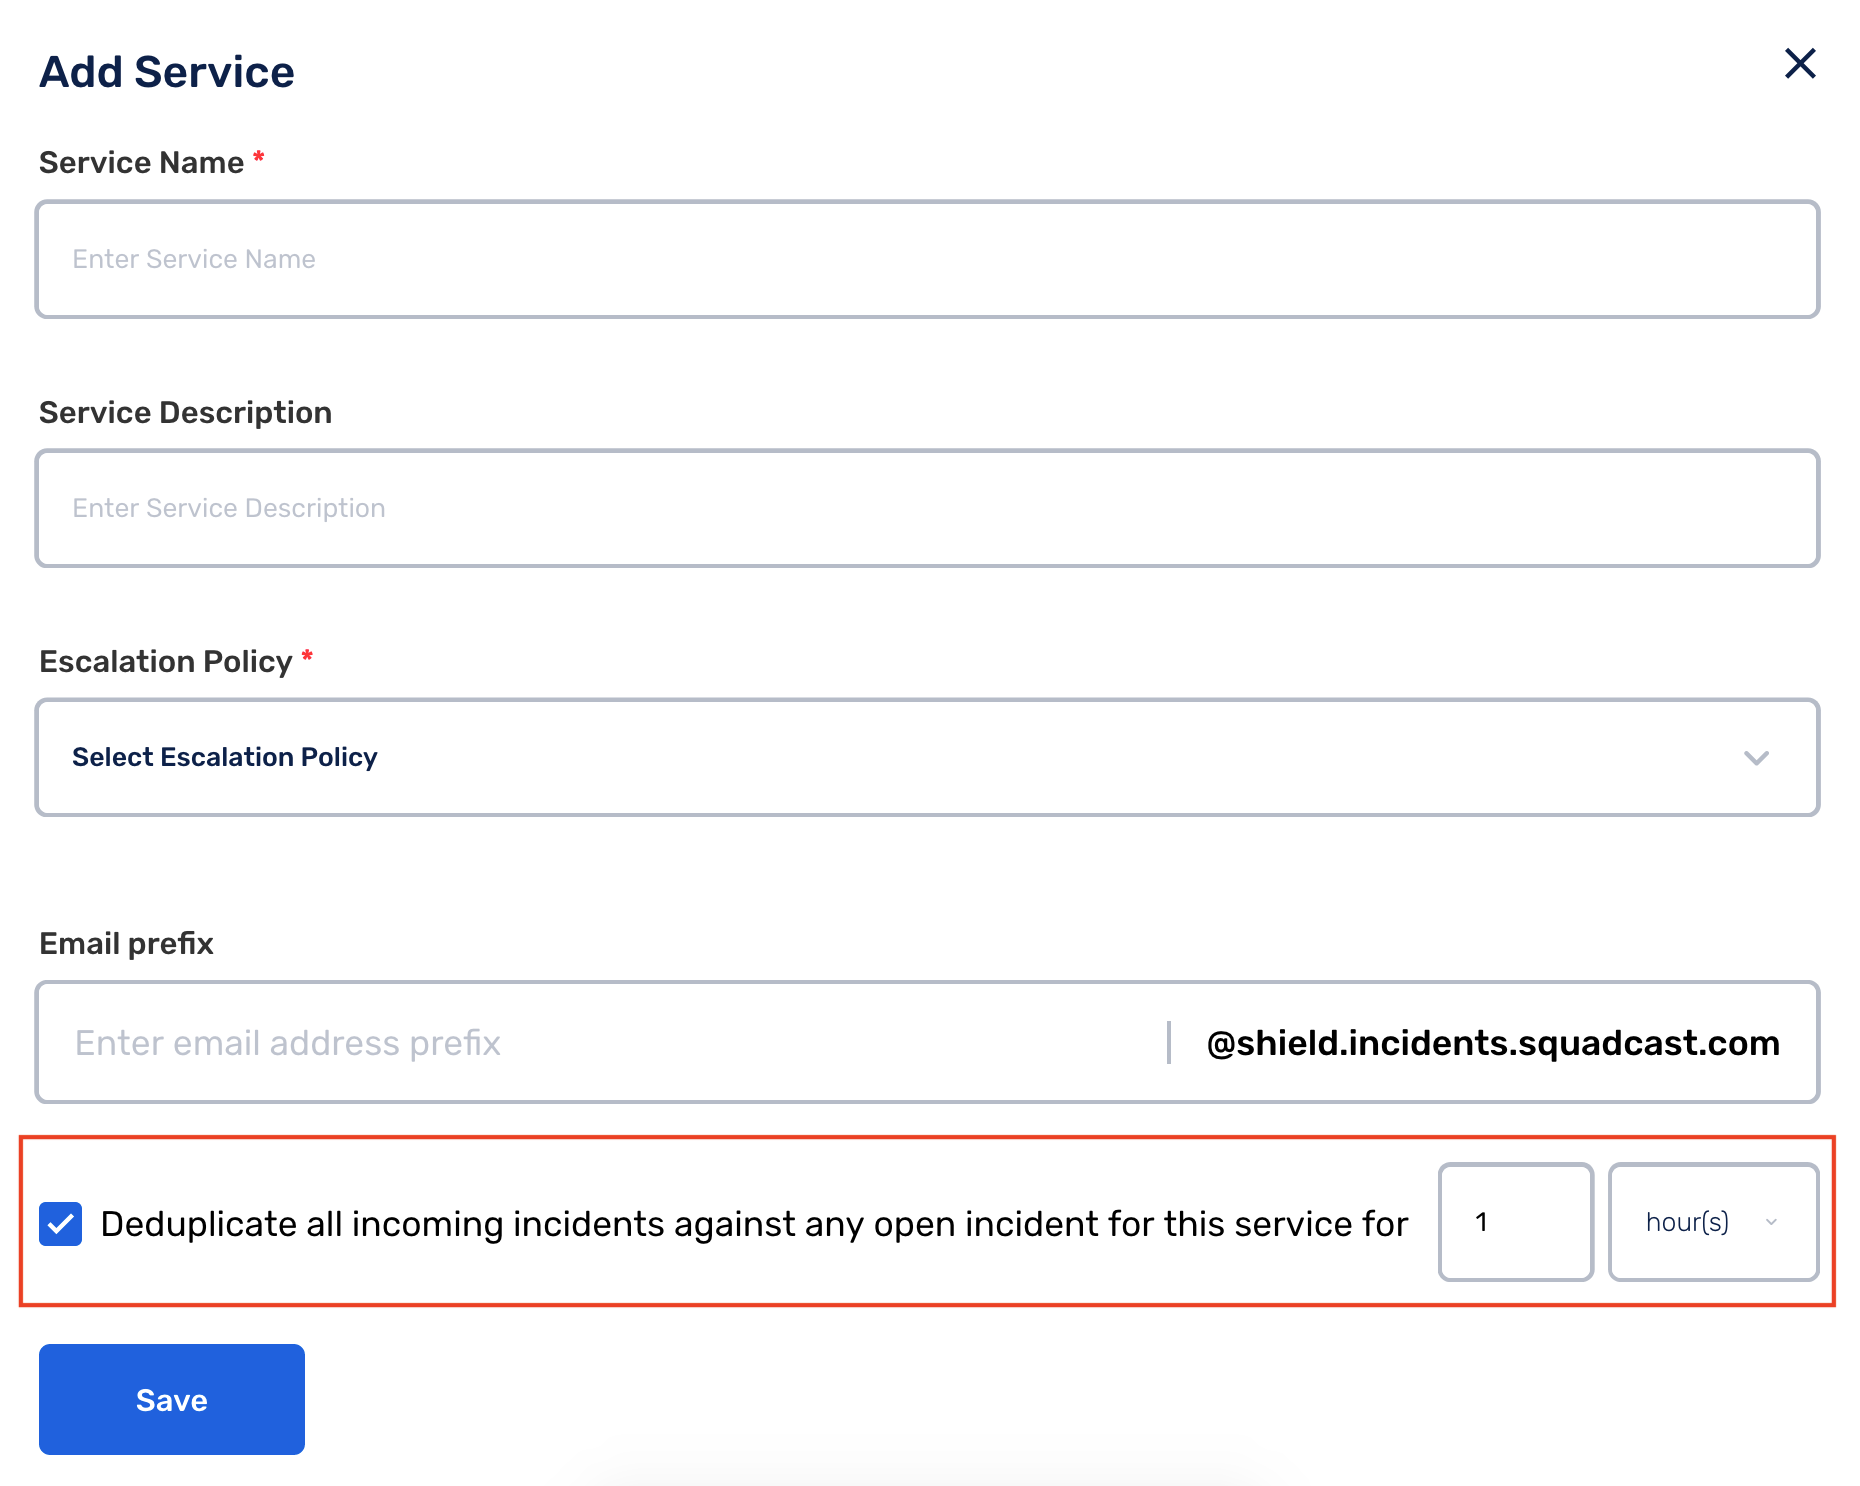 Add Service
Service Name *
Enter Service Name
Service Description
Enter Service Description
Escalation Policy *
Select Escalation Policy
Email prefix
Enter email address prefix @shield.incidents.squadcast.com
Deduplicate all incoming incidents against any open incident for this service for 1 hour(s)
Save